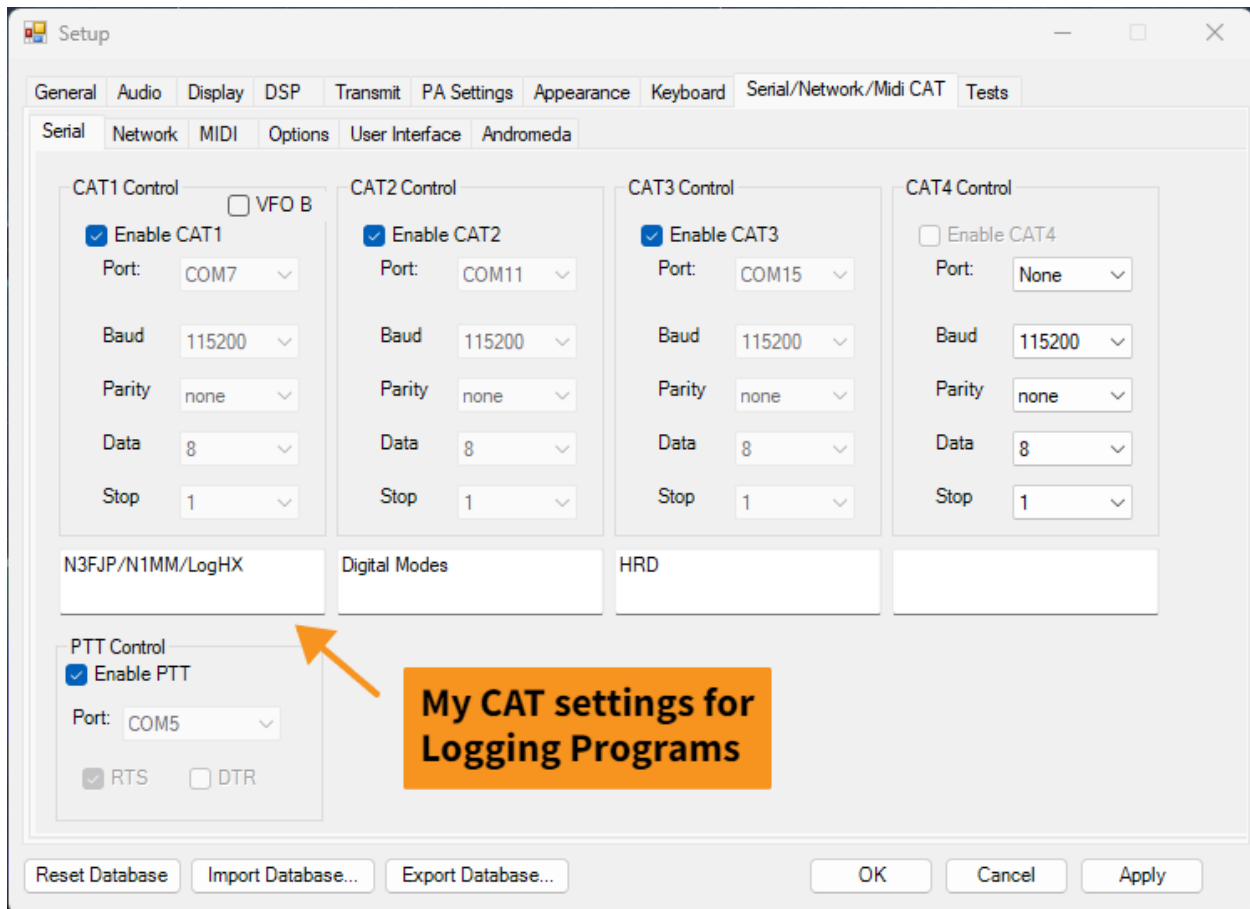 Setup
General Audio Display DSP Transmit PA Settings Appearance Keyboard Serial/Network/Midi CAT Tests
Serial Network MIDI Options User Interface Andromeda
CAT1 Control CAT2 Control CAT3 Control CAT4 Control
VFO B
Enable CAT1 Enable CAT2 Enable CAT3 Enable CAT4
Port: COM7 Port: COM11 Port: COM15 Port: None
Baud 115200 Baud 115200 Baud 115200 Baud 115200
Parity none Parity none Parity none Parity none
Data 8 Data 8 Data 8 Data 8
Stop 1 Stop 1 Stop 1 Stop 1
N3FJP/N1MM/LogHX Digital Modes HRD
PTT Control
Enable PTT
Port: COM5
RTS DTR
My CAT settings for
Logging Programs
Reset Database Import Database... Export Database... OK Cancel Apply